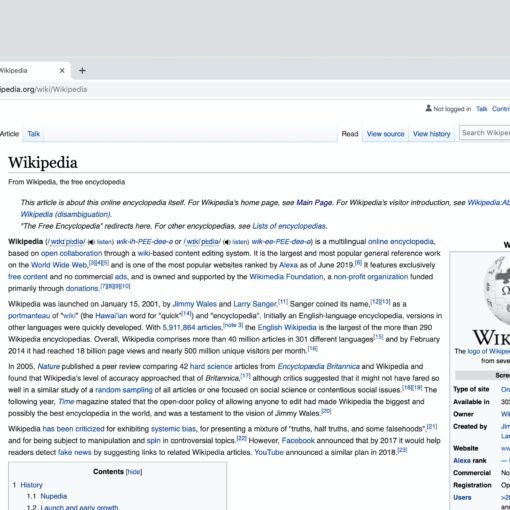 Wikipedia
pedia.org/wiki/Wikipedia
Not logged in Talk Contri
Article Talk Read View source View history Search Wikipedi
Wikipedia
From Wikipedia, the free encyclopedia
This article is about this online encyclopedia itself. For Wikipedia's home page, see Main Page. For Wikipedia's visitor introduction, see Wikipedia:Ab
Wikipedia (disambiguation).
"The Free Encyclopedia" redirects here. For other encyclopedias, see Lists of encyclopedias.
Wikipedia (/ˌwɪkɪˈpiːdiə/ (listen) wik-ih-PEE-dee-ə or /ˌwɪkiˈpiːdiə/ (listen) wik-ee-PEE-dee-ə) is a multilingual online encyclopedia,
based on open collaboration through a wiki-based content editing system. It is the largest and most popular general reference work
on the World Wide Web,[3][4][5] and is one of the most popular websites ranked by Alexa as of June 2019.[6] It features exclusively
free content and no commercial ads, and is owned and supported by the Wikimedia Foundation, a non-profit organization funded
primarily through donations.[7][8][9][10]
Wikipedia was launched on January 15, 2001, by Jimmy Wales and Larry Sanger.[11] Sanger coined its name,[12][13] as a
portmanteau of "wiki" (the Hawai'ian word for "quick"[14]) and "encyclopedia". Initially an English-language encyclopedia, versions in
other languages were quickly developed. With 5,911,864 articles,[note 3] the English Wikipedia is the largest of the more than 290
Wikipedia encyclopedias. Overall, Wikipedia comprises more than 40 million articles in 301 different languages[15] and by February
2014 it had reached 18 billion page views and nearly 500 million unique visitors per month.[16]
In 2005, Nature published a peer review comparing 42 hard science articles from Encyclopædia Britannica and Wikipedia and
found that Wikipedia's level of accuracy approached that of Britannica,[17] although critics suggested that it might not have fared so
well in a similar study of a random sampling of all articles or one focused on social science or contentious social issues.[18][19] The
following year, Time magazine stated that the open-door policy of allowing anyone to edit had made Wikipedia the biggest and
possibly the best encyclopedia in the world, and was a testament to the vision of Jimmy Wales.[20]
Wikipedia has been criticized for exhibiting systemic bias, for presenting a mixture of "truths, half truths, and some falsehoods",[21]
and for being subject to manipulation and spin in controversial topics.[22] However, Facebook announced that by 2017 it would help
readers detect fake news by suggesting links to related Wikipedia articles. YouTube announced a similar plan in 2018.[23]
Contents [hide]
1 History
1.1 Nupedia
1.2 Launch and early growth
W
Ω
WIK
The logo of Wikipe
from seve
Scree
Type of site On
Available in 303
Owner Wik
Created by Jim
Lar
Website ww
Alexa rank
Commercial No
Registration Op
Users >2
and